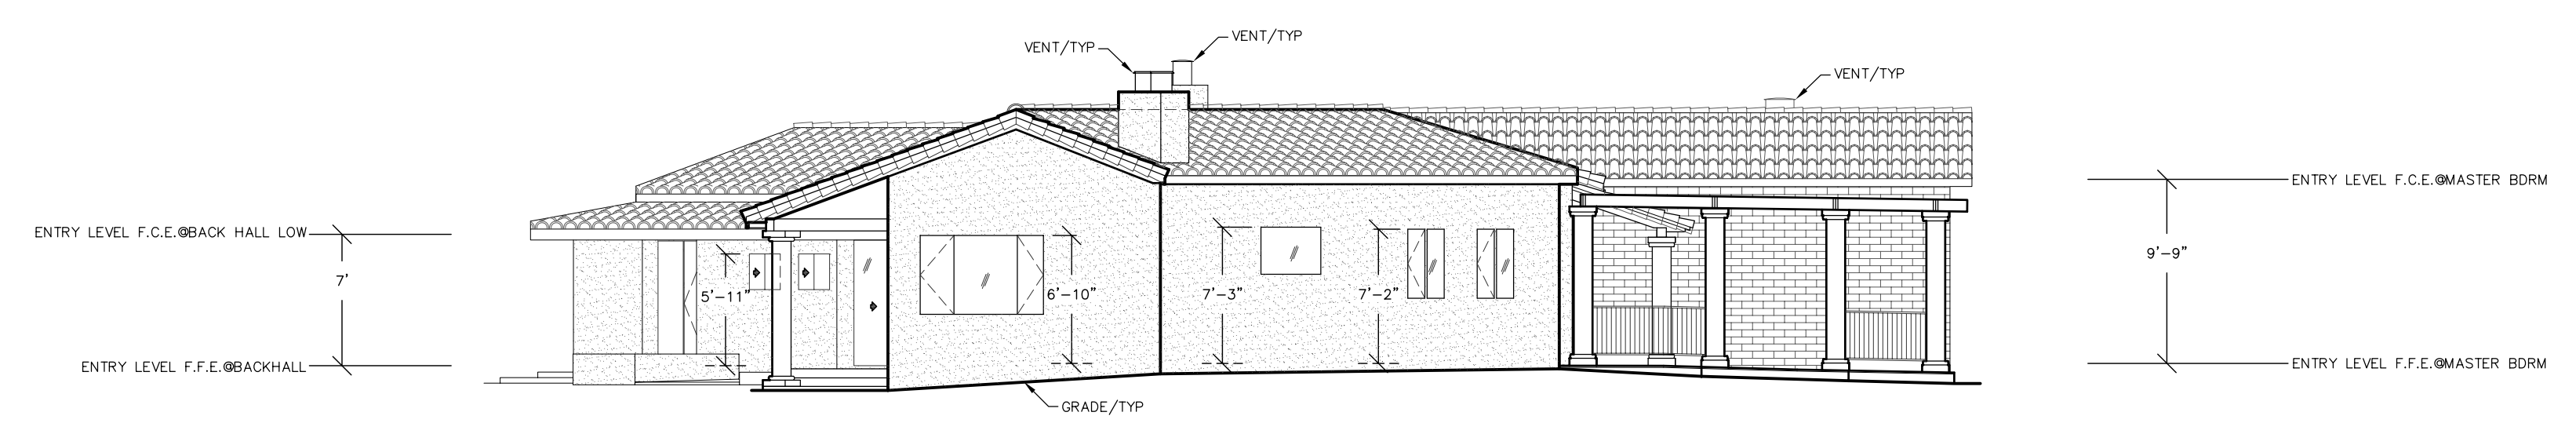 VENT/TYP
VENT/TYP
VENT/TYP
ENTRY LEVEL F.C.E.@MASTER BDRM
ENTRY LEVEL F.C.E.@BACK HALL LOW
9'-9"
7'
5'-11"
6'-10"
7'-3"
7'-2"
ENTRY LEVEL F.F.E.@BACKHALL
ENTRY LEVEL F.F.E.@MASTER BDRM
GRADE/TYP